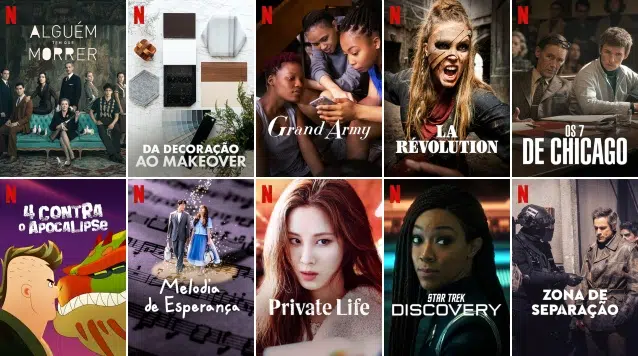 ALGUÉM
TEM QUE
MORRER
DA DECORAÇÃO
AO MAKEOVER
Grand Army
LA
RÉVOLUTION
OS 7
DE CHICAGO
4 CONTRA
O APOCALIPSE
Melodia
de Esperança
Private Life
STAR TREK
DISCOVERY
ZONA DE
SEPARAÇÃO